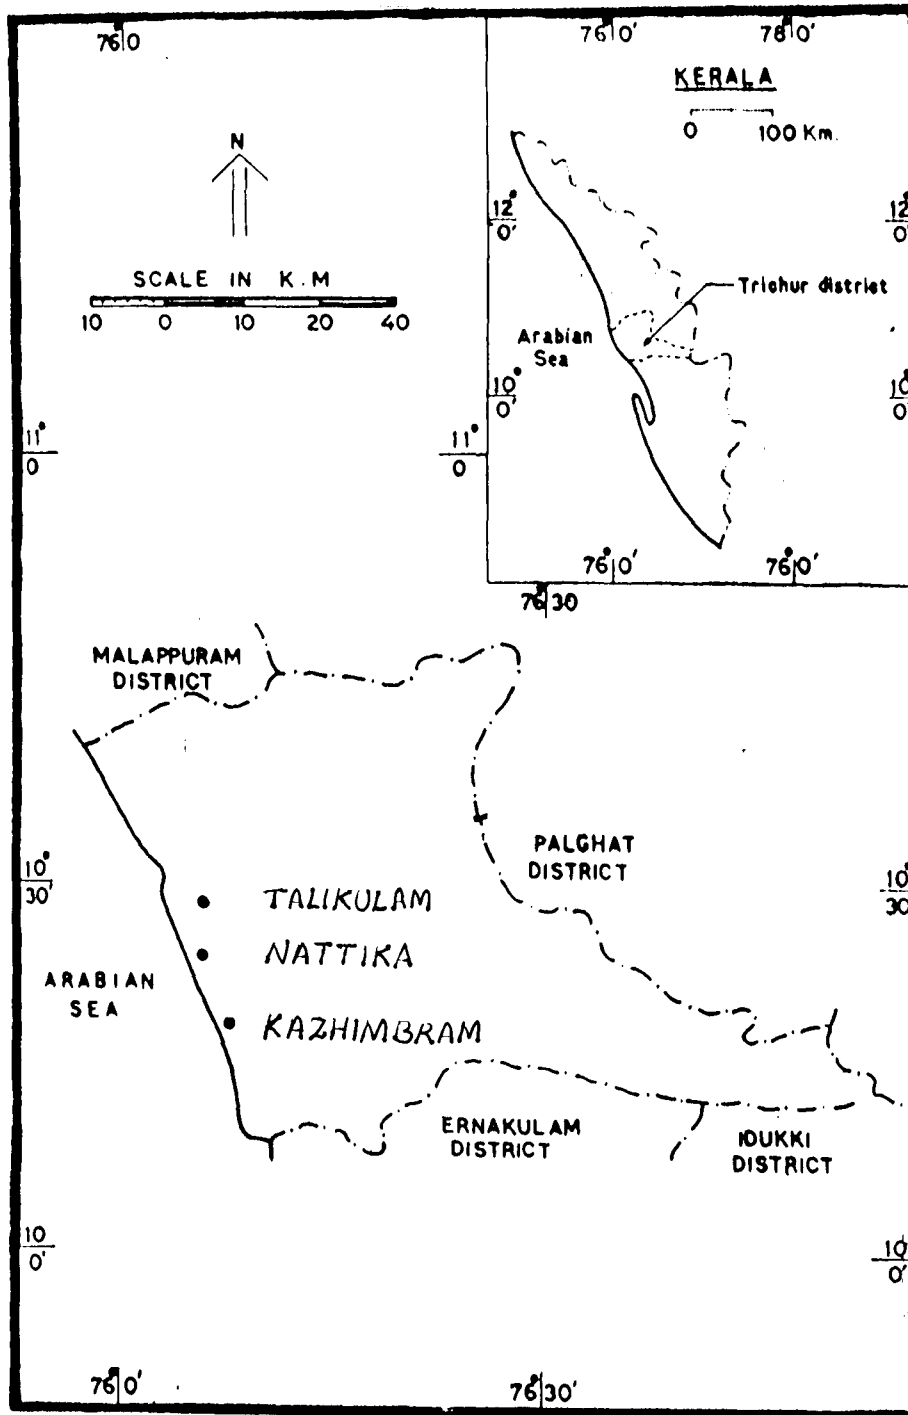 76 0
76°0'
78°0'
KERALA
0 100 Km.
N
12°
0'
12°
0'
SCALE IN K.M
10 0 10 20 40
Trichur district
Arabian
Sea
10°
0'
10°
0'
11°
0
11°
0
76°0'
76°0'
76°30
MALAPPURAM
DISTRICT
PALGHAT
DISTRICT
10°
30'
10°
30
TALIKULAM
NATTIKA
ARABIAN
SEA
KAZHIMBRAM
ERNAKULAM
DISTRICT
IDUKKI
DISTRICT
10
0'
10
0'
76°0'
76°30'